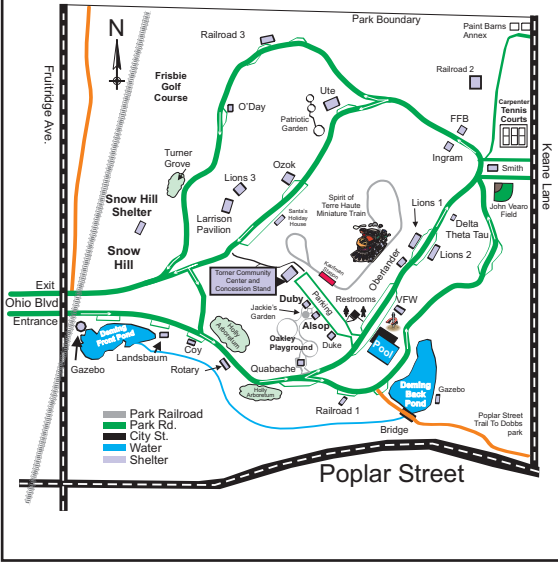 N
Park Boundary
Paint Barns
Annex
Railroad 3
Railroad 2
Frisbie
Golf
Course
Fruitridge Ave.
Ute
O'Day
Patriotic
Garden
Carpenter
Tennis
Courts
FFB
Ingram
Keane Lane
Turner
Grove
Ozok
Smith
Lions 3
Spirit of
Terre Haute
Miniature Train
John Vearo
Field
Snow Hill
Shelter
Larrison
Pavilion
Santa's
Holiday
House
Lions 1
Delta
Theta Tau
Snow
Hill
Lions 2
Kaufman
Station
Oberlander
Torner Community
Center and
Concession Stand
Exit
Ohio Blvd
Entrance
Duby
Parking
Restrooms
VFW
Jackie's
Garden
Alsop
Holly
Arboretum
Deming
Front Pond
Oakley
Playground
Duke
Pool
Landsbaum
Coy
Gazebo
Rotary
Quabache
Deming
Back
Pond
Gazebo
Holly
Arboretum
Railroad 1
Bridge
Poplar Street
Trail To Dobbs
park
Park Railroad
Park Rd.
City St.
Water
Shelter
Poplar Street